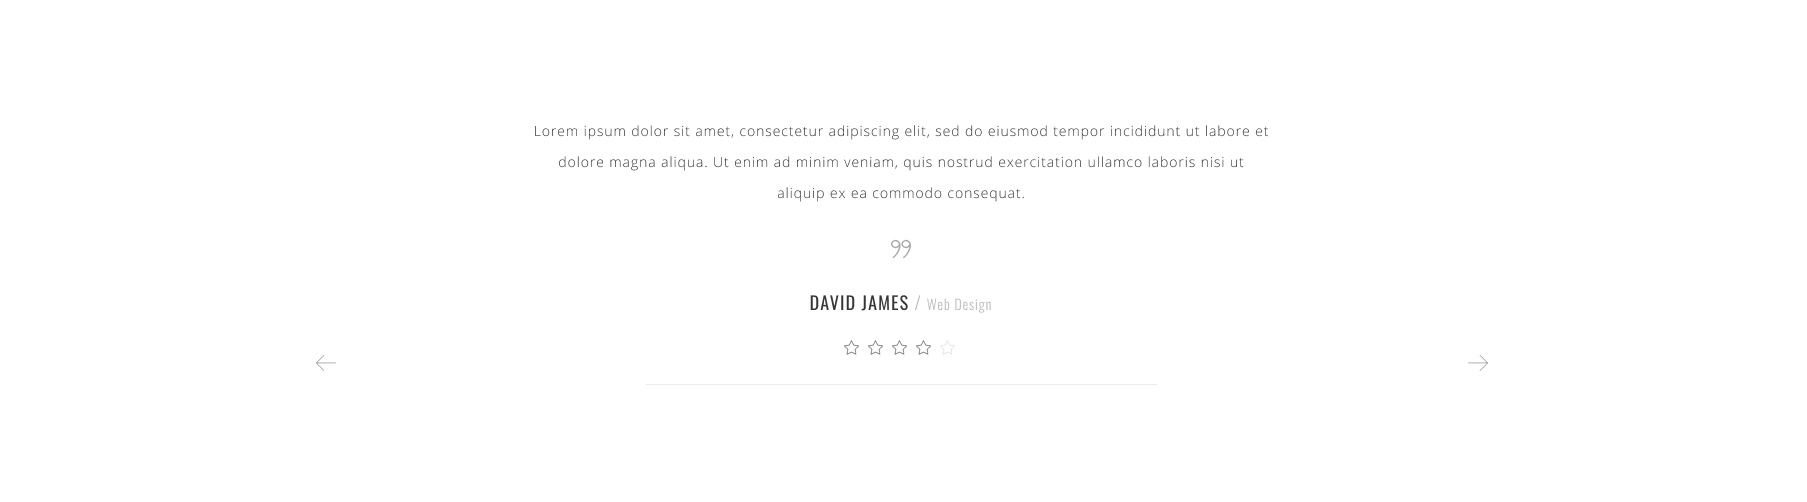 Lorem ipsum dolor sit amet, consectetur adipiscing elit, sed do eiusmod tempor incididunt ut labore et
dolore magna aliqua. Ut enim ad minim veniam, quis nostrud exercitation ullamco laboris nisi ut
aliquip ex ea commodo consequat.
”
DAVID JAMES / Web Design